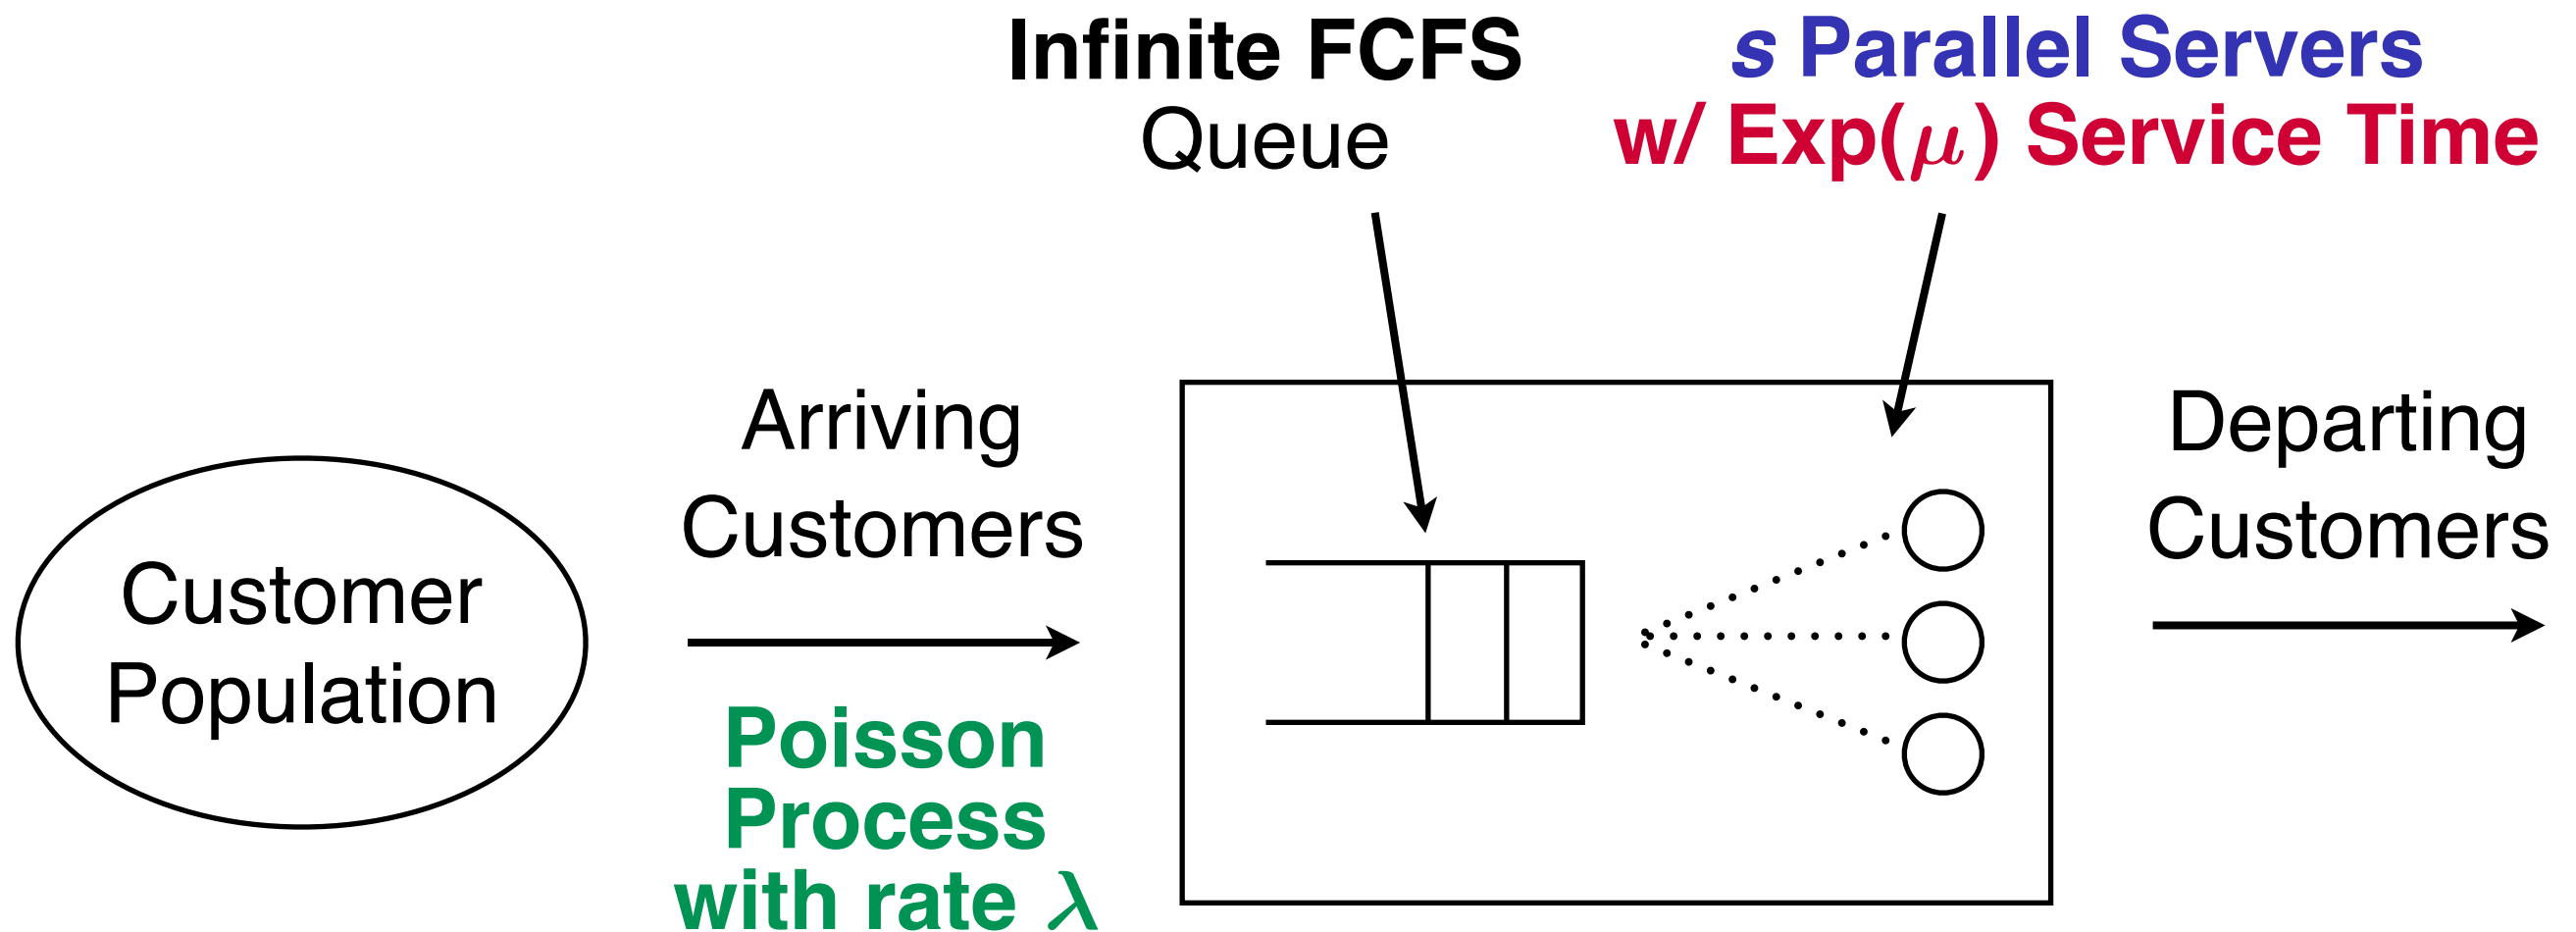 Infinite FCFS
Queue
s Parallel Servers
w/ Exp(μ) Service Time
Arriving
Customers
Departing
Customers
Customer
Population
Poisson
Process
with rate λ